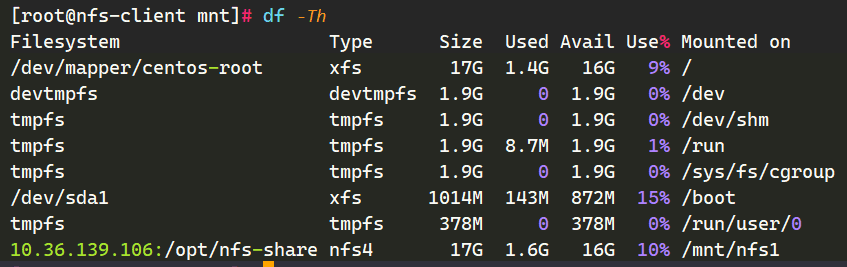 [root@nfs-client mnt]# df -Th
Filesystem Type Size Used Avail Use% Mounted on
/dev/mapper/centos-root xfs 17G 1.4G 16G 9% /
devtmpfs devtmpfs 1.9G 0 1.9G 0% /dev
tmpfs tmpfs 1.9G 0 1.9G 0% /dev/shm
tmpfs tmpfs 1.9G 8.7M 1.9G 1% /run
tmpfs tmpfs 1.9G 0 1.9G 0% /sys/fs/cgroup
/dev/sda1 xfs 1014M 143M 872M 15% /boot
tmpfs tmpfs 378M 0 378M 0% /run/user/0
10.36.139.106:/opt/nfs-share nfs4 17G 1.6G 16G 10% /mnt/nfs1